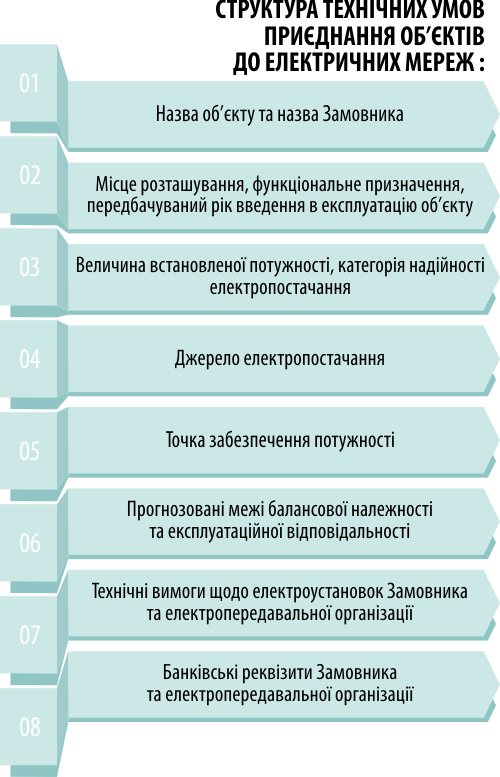 СТРУКТУРА ТЕХНІЧНИХ УМОВ
ПРИЄДНАННЯ ОБ’ЄКТІВ
ДО ЕЛЕКТРИЧНИХ МЕРЕЖ :
01
Назва об’єкту та назва Замовника
02
Місце розташування, функціональне призначення,
передбачуваний рік введення в експлуатацію об’єкту
03
Величина встановленої потужності, категорія надійності
електропостачання
04
Джерело електропостачання
05
Точка забезпечення потужності
06
Прогнозовані межі балансової належності
та експлуатаційної відповідальності
07
Технічні вимоги щодо електроустановок Замовника
та електропередавальної організації
08
Банківські реквізити Замовника
та електропередавальної організації